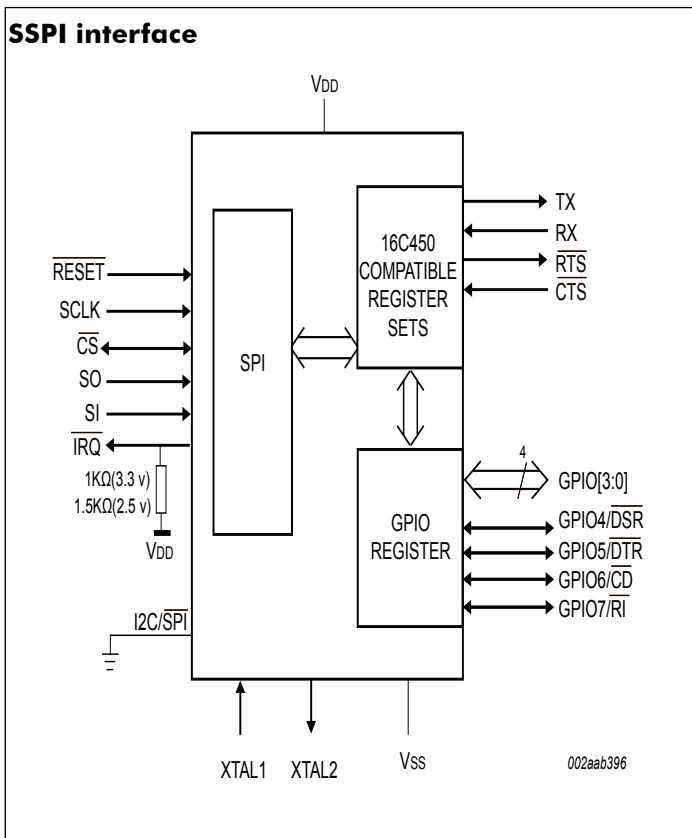 SSPI interface
VDD
RESET
SCLK
CS
SO
SI
IRQ
1KΩ(3.3 v)
1.5KΩ(2.5 v)
VDD
I2C/SPI
SPI
16C450
COMPATIBLE
REGISTER
SETS
TX
RX
RTS
CTS
GPIO
REGISTER
4
GPIO[3:0]
GPIO4/DSR
GPIO5/DTR
GPIO6/CD
GPIO7/RI
XTAL1
XTAL2
VSS
002aab396